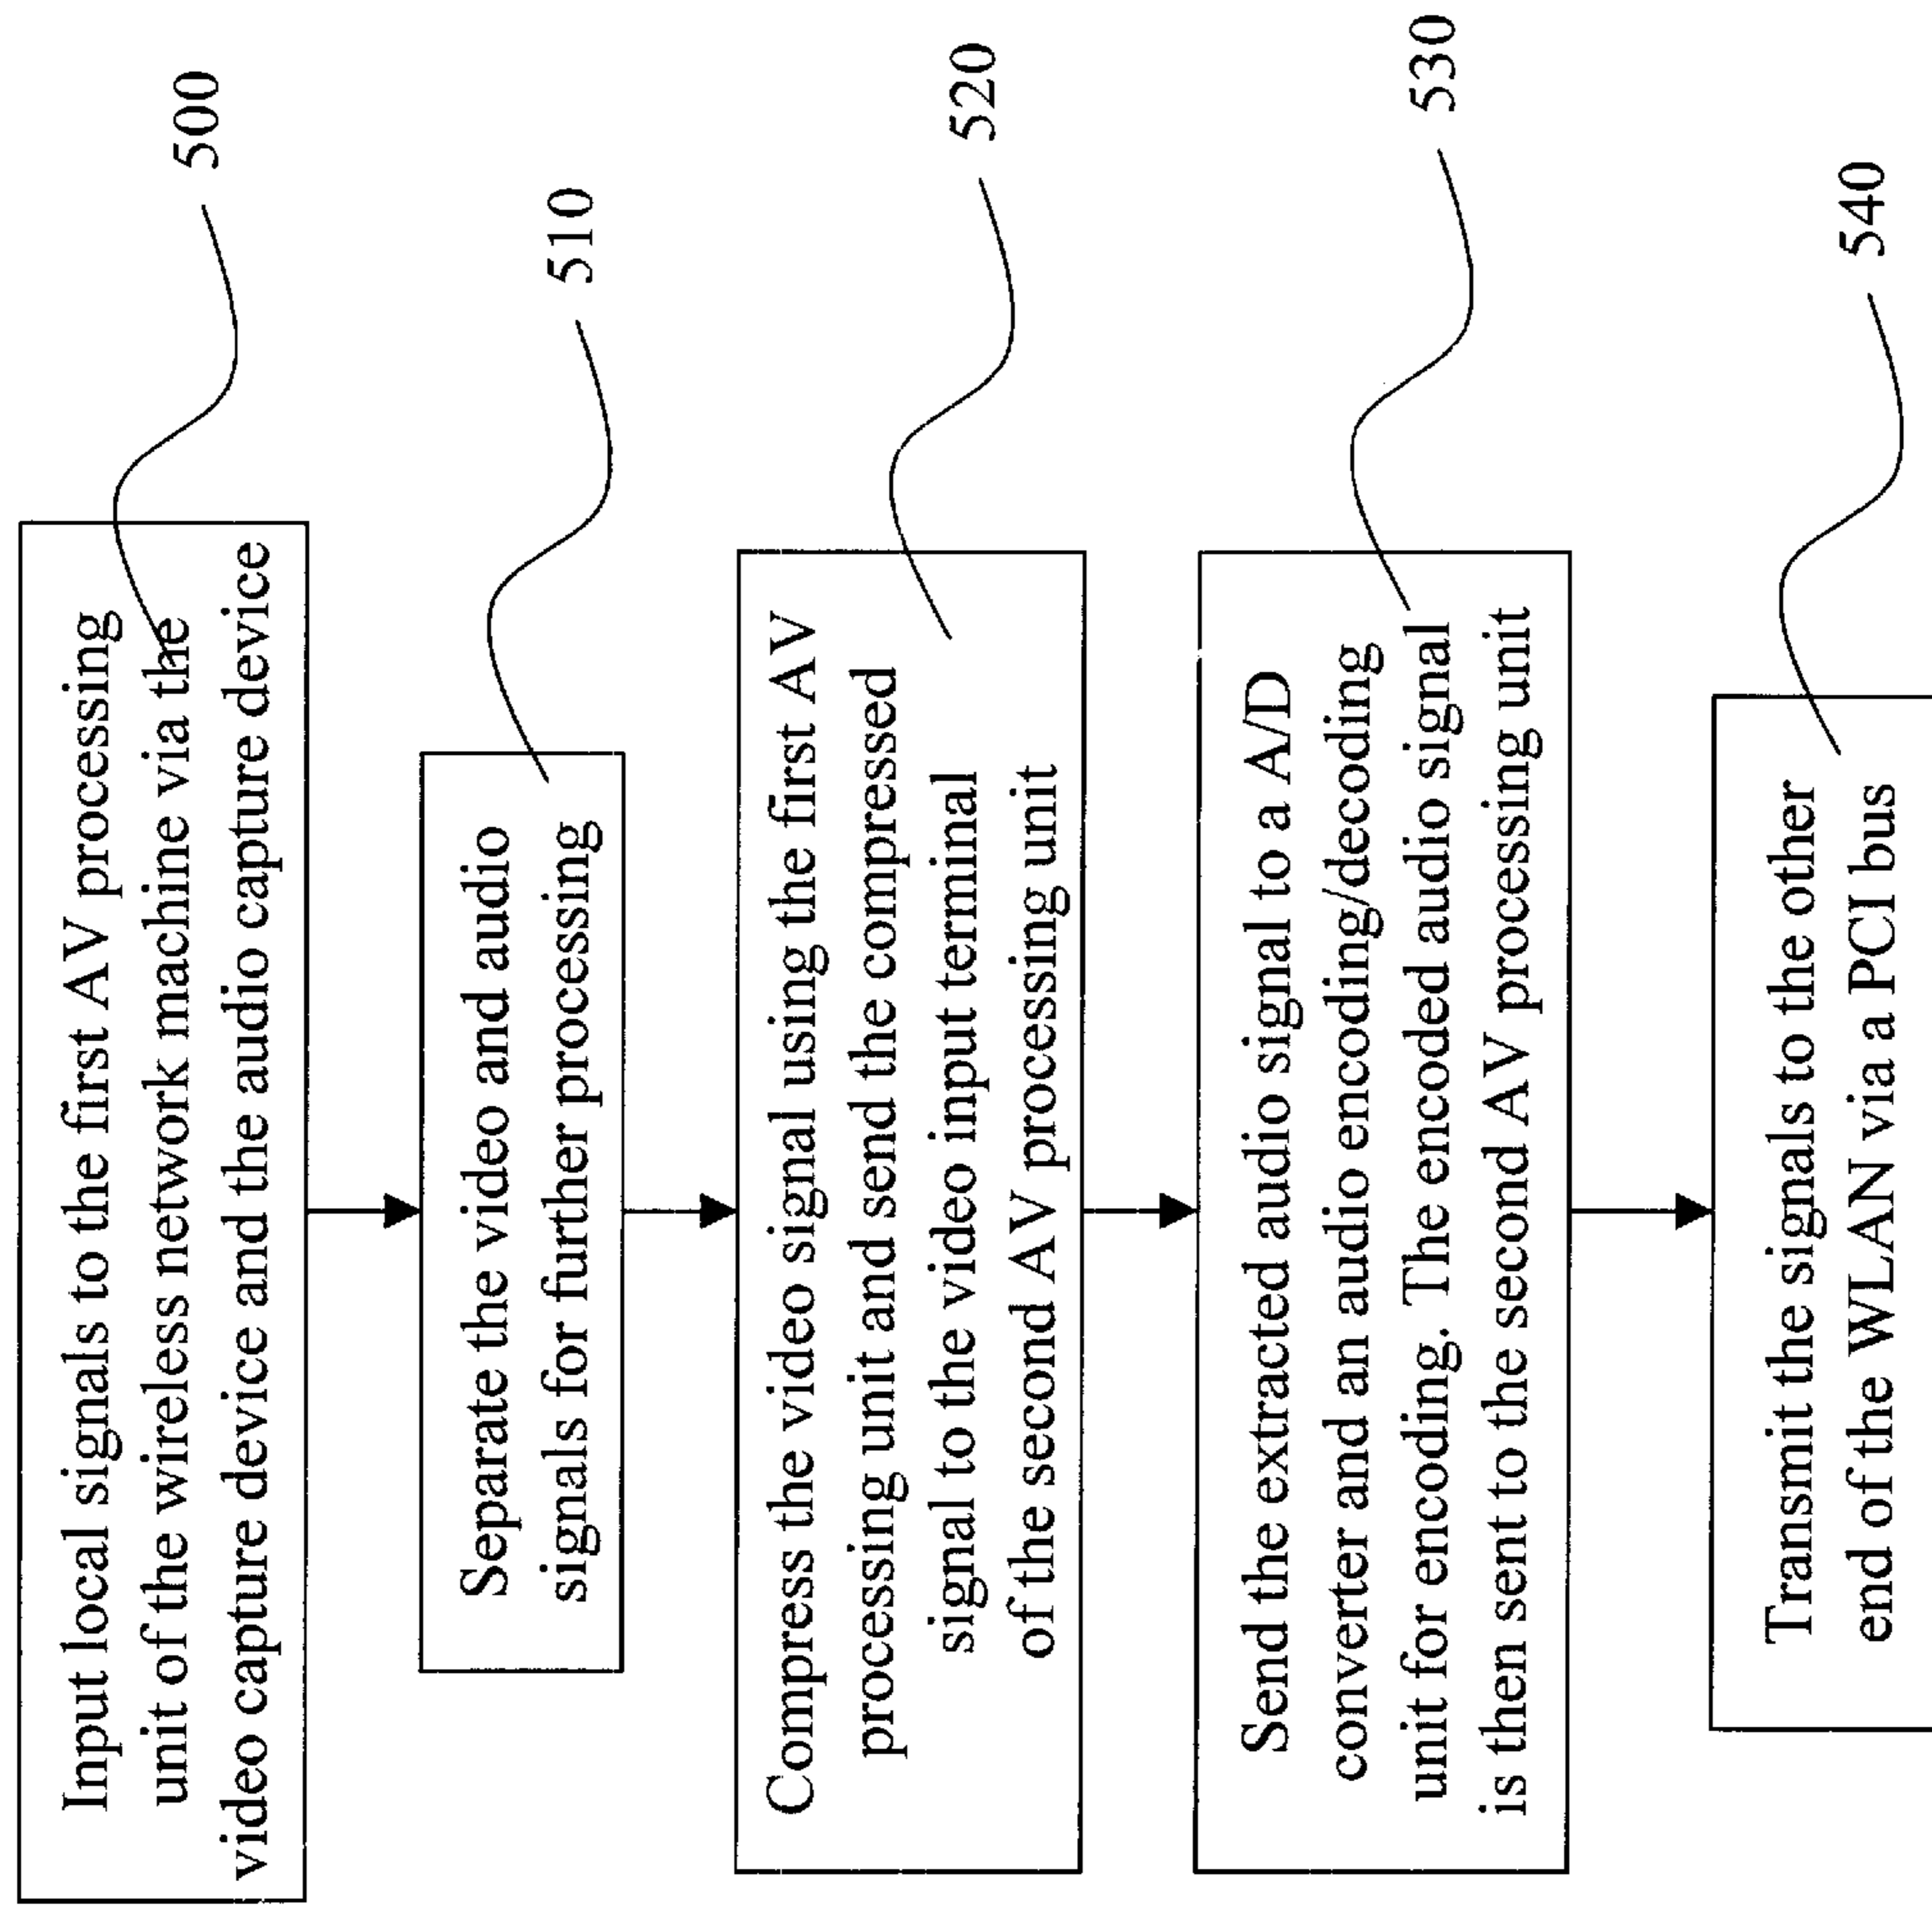 Input local signals to the first AV processing
unit of the wireless network machine via the
video capture device and the audio capture device
500
Separate the video and audio
signals for further processing
510
Compress the video signal using the first AV
processing unit and send the compressed
signal to the video input terminal
of the second AV processing unit
520
Send the extracted audio signal to a A/D
converter and an audio encoding/decoding
unit for encoding. The encoded audio signal
is then sent to the second AV processing unit
530
Transmit the signals to the other
end of the WLAN via a PCI bus
540